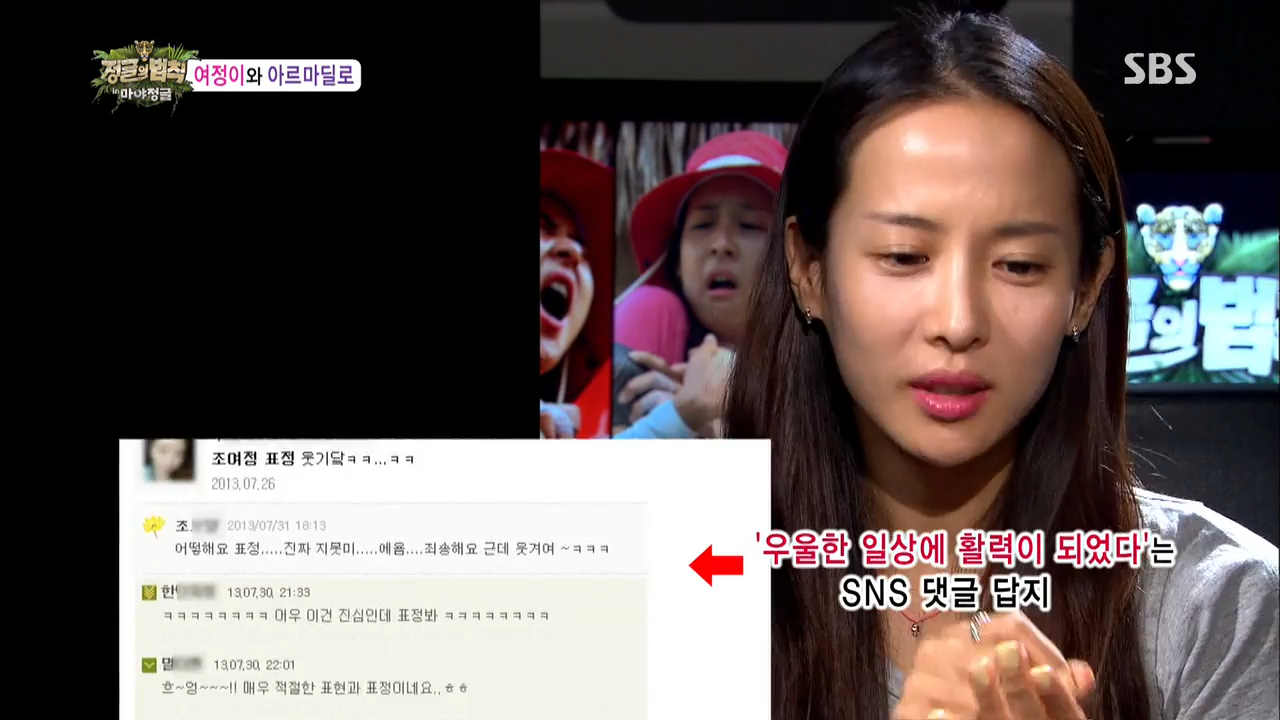 정글의 법칙
in 마야정글
여정이와 아르마딜로
SBS
의 법
조여정 표정 웃기닼ㅋㅋ...ㅋㅋ
2013.07.26
조
2013/07/31 18:13
어떻해요 표정.....진짜 지못미.....에욤....죄송해요 근데 웃겨여 ~ㅋㅋㅋ
한
13.07.30. 21:33
ㅋㅋㅋㅋㅋㅋㅋㅋ 어우 이건 진심인데 표정봐 ㅋㅋㅋㅋㅋㅋㅋㅋ
말
13.07.30. 22:01
흐~엉~~~!! 매우 적절한 표현과 표정이네요..ㅎㅎ
'우울한 일상에 활력이 되었다'는
SNS 댓글 답지